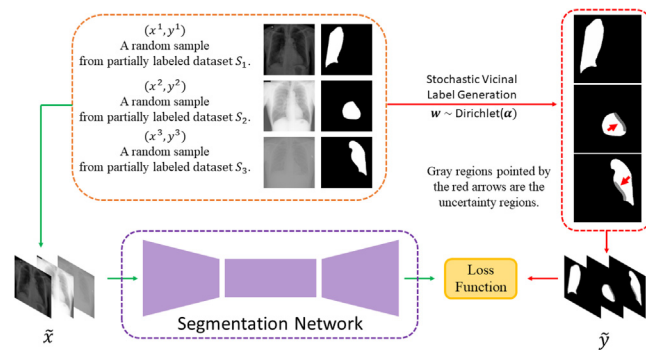 (x¹, y¹)
A random sample
from partially labeled dataset S₁.
(x², y²)
A random sample
from partially labeled dataset S₂.
(x³, y³)
A random sample
from partially labeled dataset S₃.
Stochastic Vicinal
Label Generation
w ~ Dirichlet(α)
Gray regions pointed by
the red arrows are the
uncertainty regions.
Loss
Function
Segmentation Network
x̃
ỹ